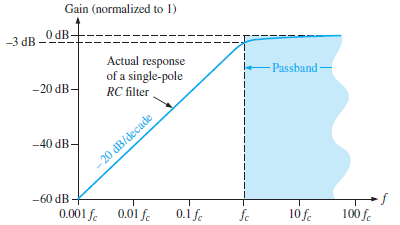 Gain (normalized to 1)
0 dB
–3 dB
Actual response
of a single-pole
RC filter
Passband
–20 dB
–20 dB/decade
–40 dB
–60 dB
f
0.001 fc 0.01 fc 0.1 fc fc 10 fc 100 fc